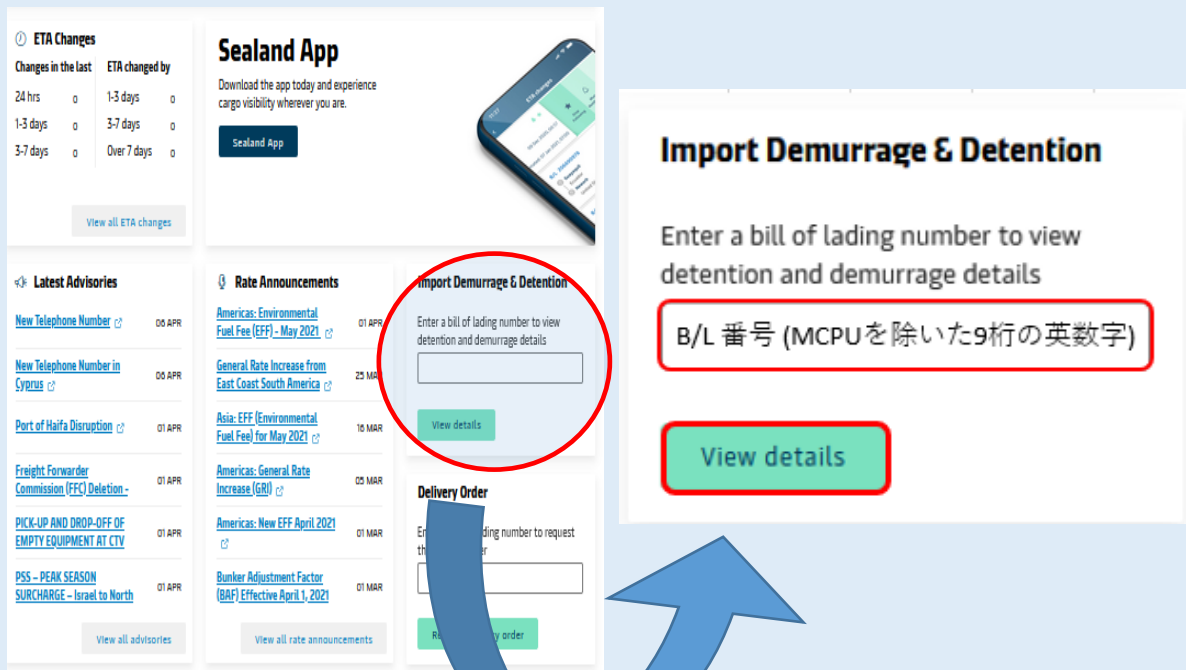 ETA Changes
Changes in the last
ETA changed by
24 hrs 0 1-3 days 0
1-3 days 0 3-7 days 0
3-7 days 0 Over 7 days 0
View all ETA changes
Sealand App
Download the app today and experience
cargo visibility wherever you are.
Sealand App
ETA changes
Latest Advisories
New Telephone Number 06 APR
New Telephone Number in
Cyprus 06 APR
Port of Haifa Disruption 01 APR
Freight Forwarder
Commission (FFC) Deletion - 01 APR
PICK-UP AND DROP-OFF OF
EMPTY EQUIPMENT AT CTV 01 APR
PSS – PEAK SEASON
SURCHARGE – Israel to North 01 APR
View all advisories
Rate Announcements
Americas: Environmental
Fuel Fee (EFF) - May 2021 01 APR
General Rate Increase from
East Coast South America 25 MAR
Asia: EFF (Environmental
Fuel Fee) for May 2021 16 MAR
Americas: General Rate
Increase (GRI) 05 MAR
Americas: New EFF April 2021
01 MAR
Bunker Adjustment Factor
(BAF) Effective April 1, 2021 01 MAR
View all rate announcements
Import Demurrage & Detention
Enter a bill of lading number to view
detention and demurrage details
View details
Delivery Order
ding number to request
y order
Import Demurrage & Detention
Enter a bill of lading number to view
detention and demurrage details
B/L 番号 (MCPUを除いた9桁の英数字)
View details